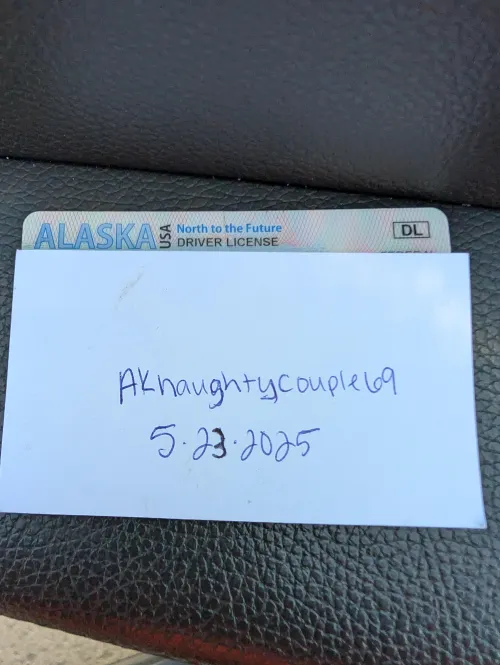 ALASKA USA North to the Future DL
DRIVER LICENSE
AKnaughtycouple69
5.23.2025